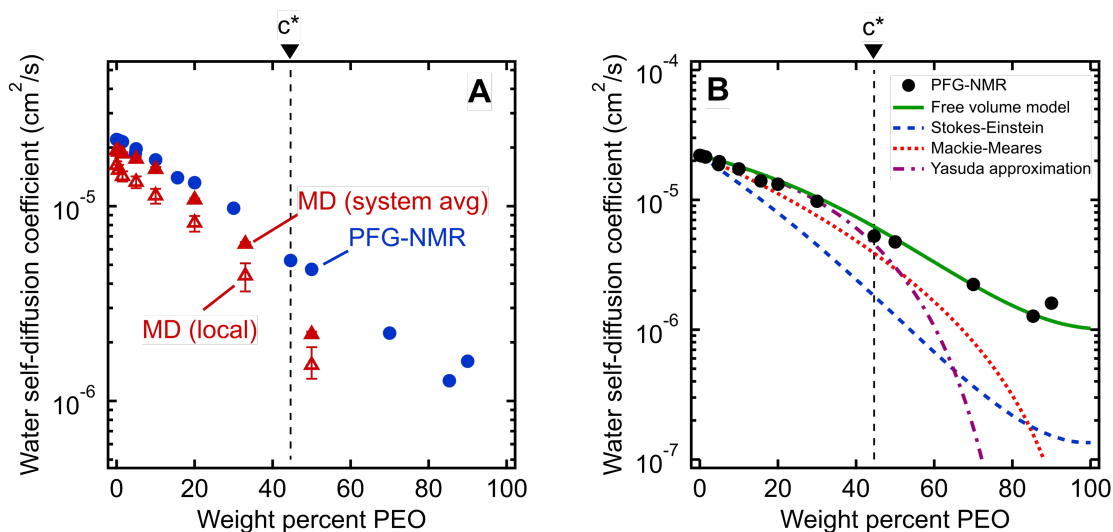 c*
A
Water self-diffusion coefficient (cm²/s)
10⁻⁵
10⁻⁶
MD (system avg)
PFG-NMR
MD (local)
0 20 40 60 80 100
Weight percent PEO
c*
B
Water self-diffusion coefficient (cm²/s)
10⁻⁴
10⁻⁵
10⁻⁶
10⁻⁷
PFG-NMR
Free volume model
Stokes-Einstein
Mackie-Meares
Yasuda approximation
0 20 40 60 80 100
Weight percent PEO